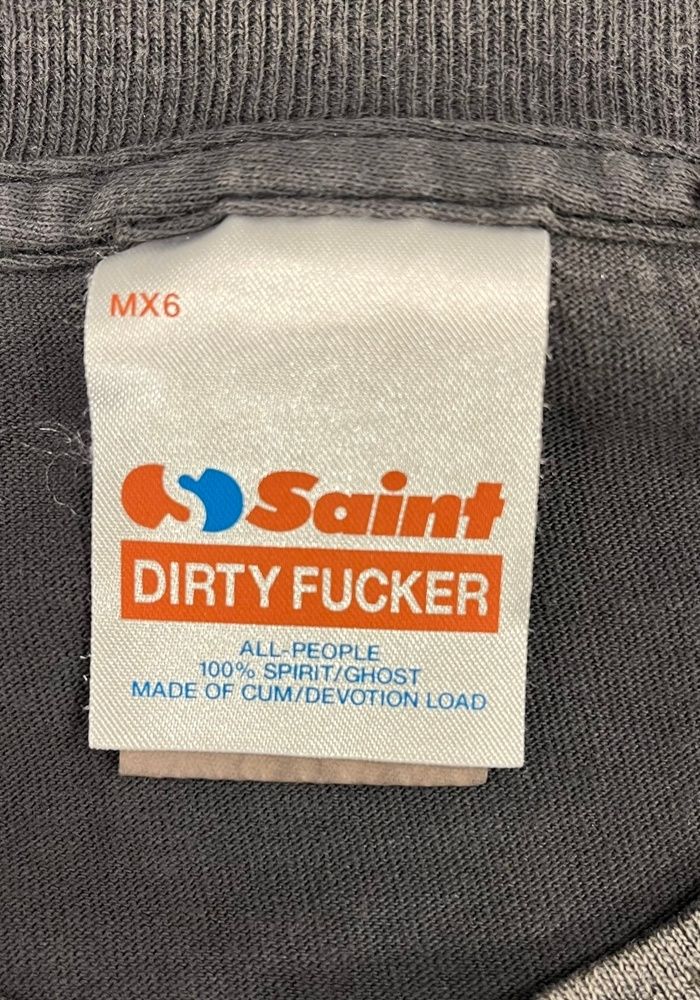 MX6
Saint
DIRTY FUCKER
ALL-PEOPLE
100% SPIRIT/GHOST
MADE OF CUM/DEVOTION LOAD